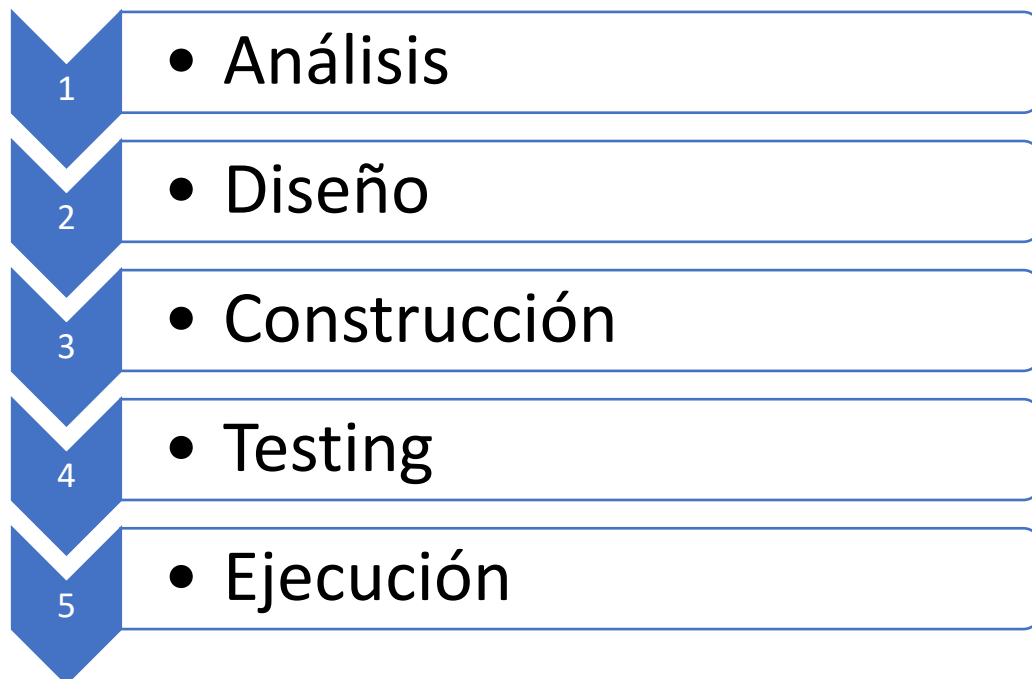 1
• Análisis
2
• Diseño
3
• Construcción
4
• Testing
5
• Ejecución